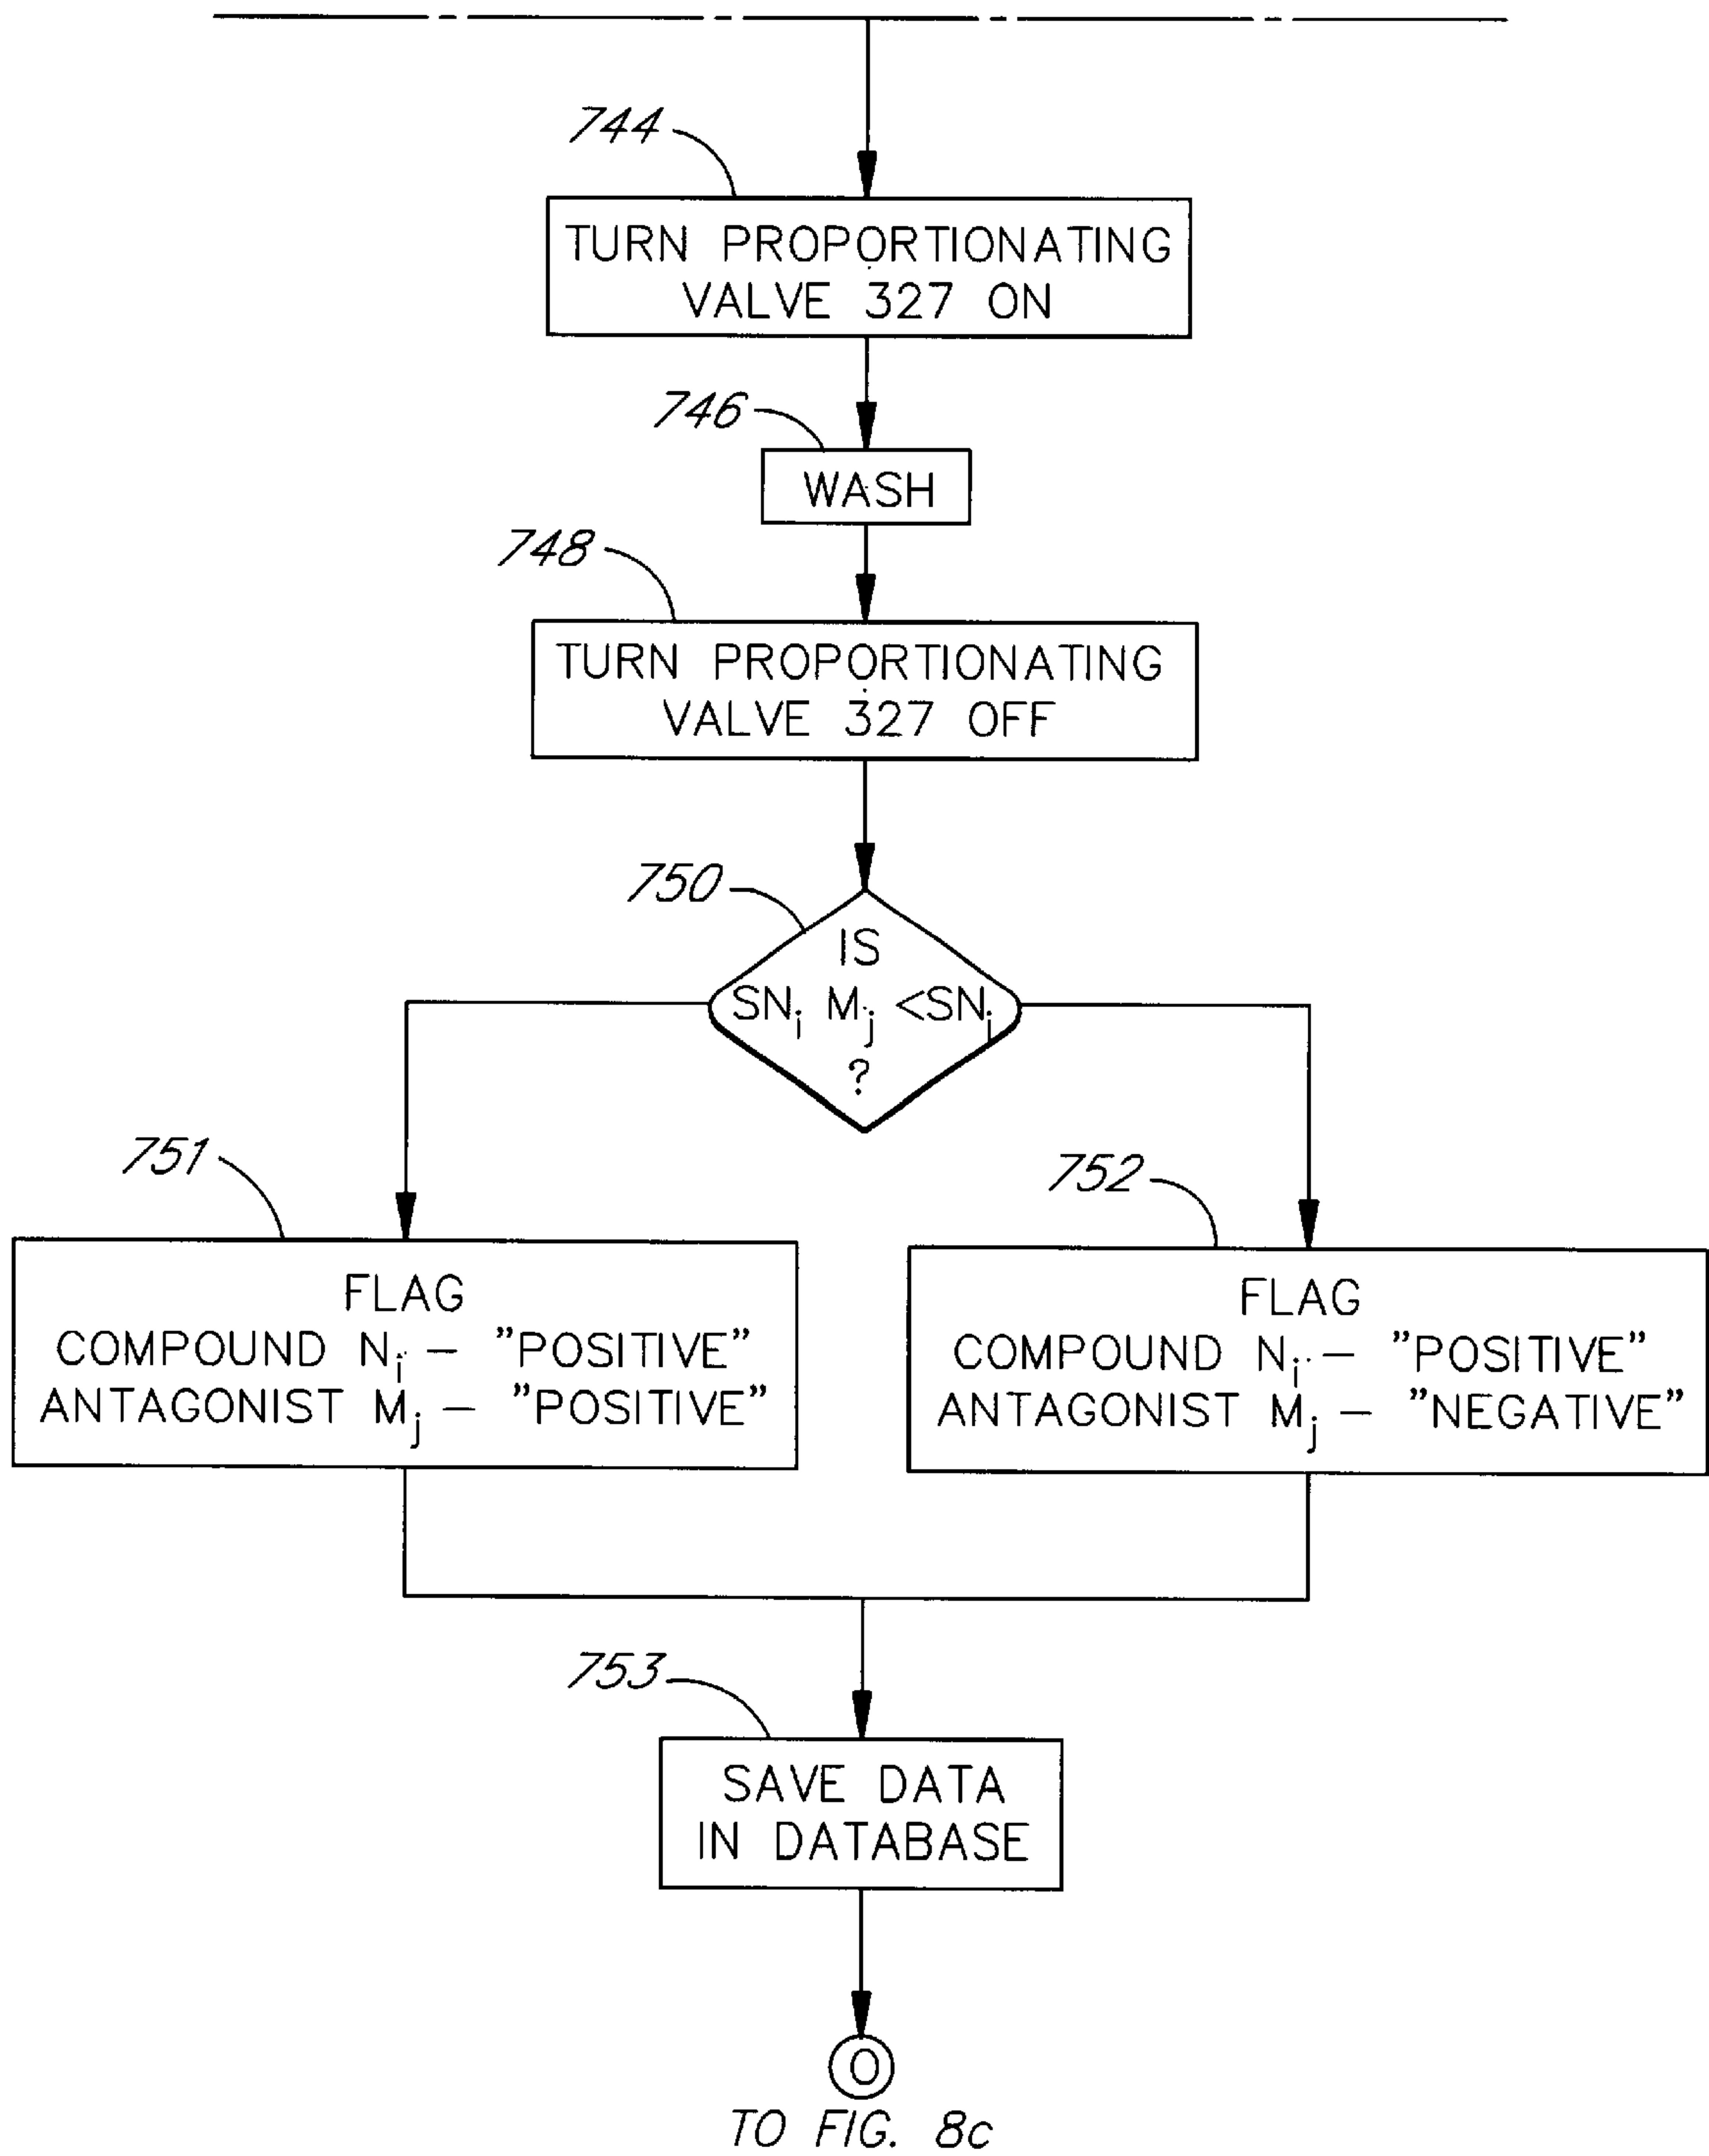 744
TURN PROPORTIONATING
VALVE 327 ON
746
WASH
748
TURN PROPORTIONATING
VALVE 327 OFF
750
IS
SNi Mj <SNi
?
751
752
FLAG
COMPOUND Ni – "POSITIVE"
ANTAGONIST Mj – "POSITIVE"
FLAG
COMPOUND Ni – "POSITIVE"
ANTAGONIST Mj – "NEGATIVE"
753
SAVE DATA
IN DATABASE
O
TO FIG. 8c